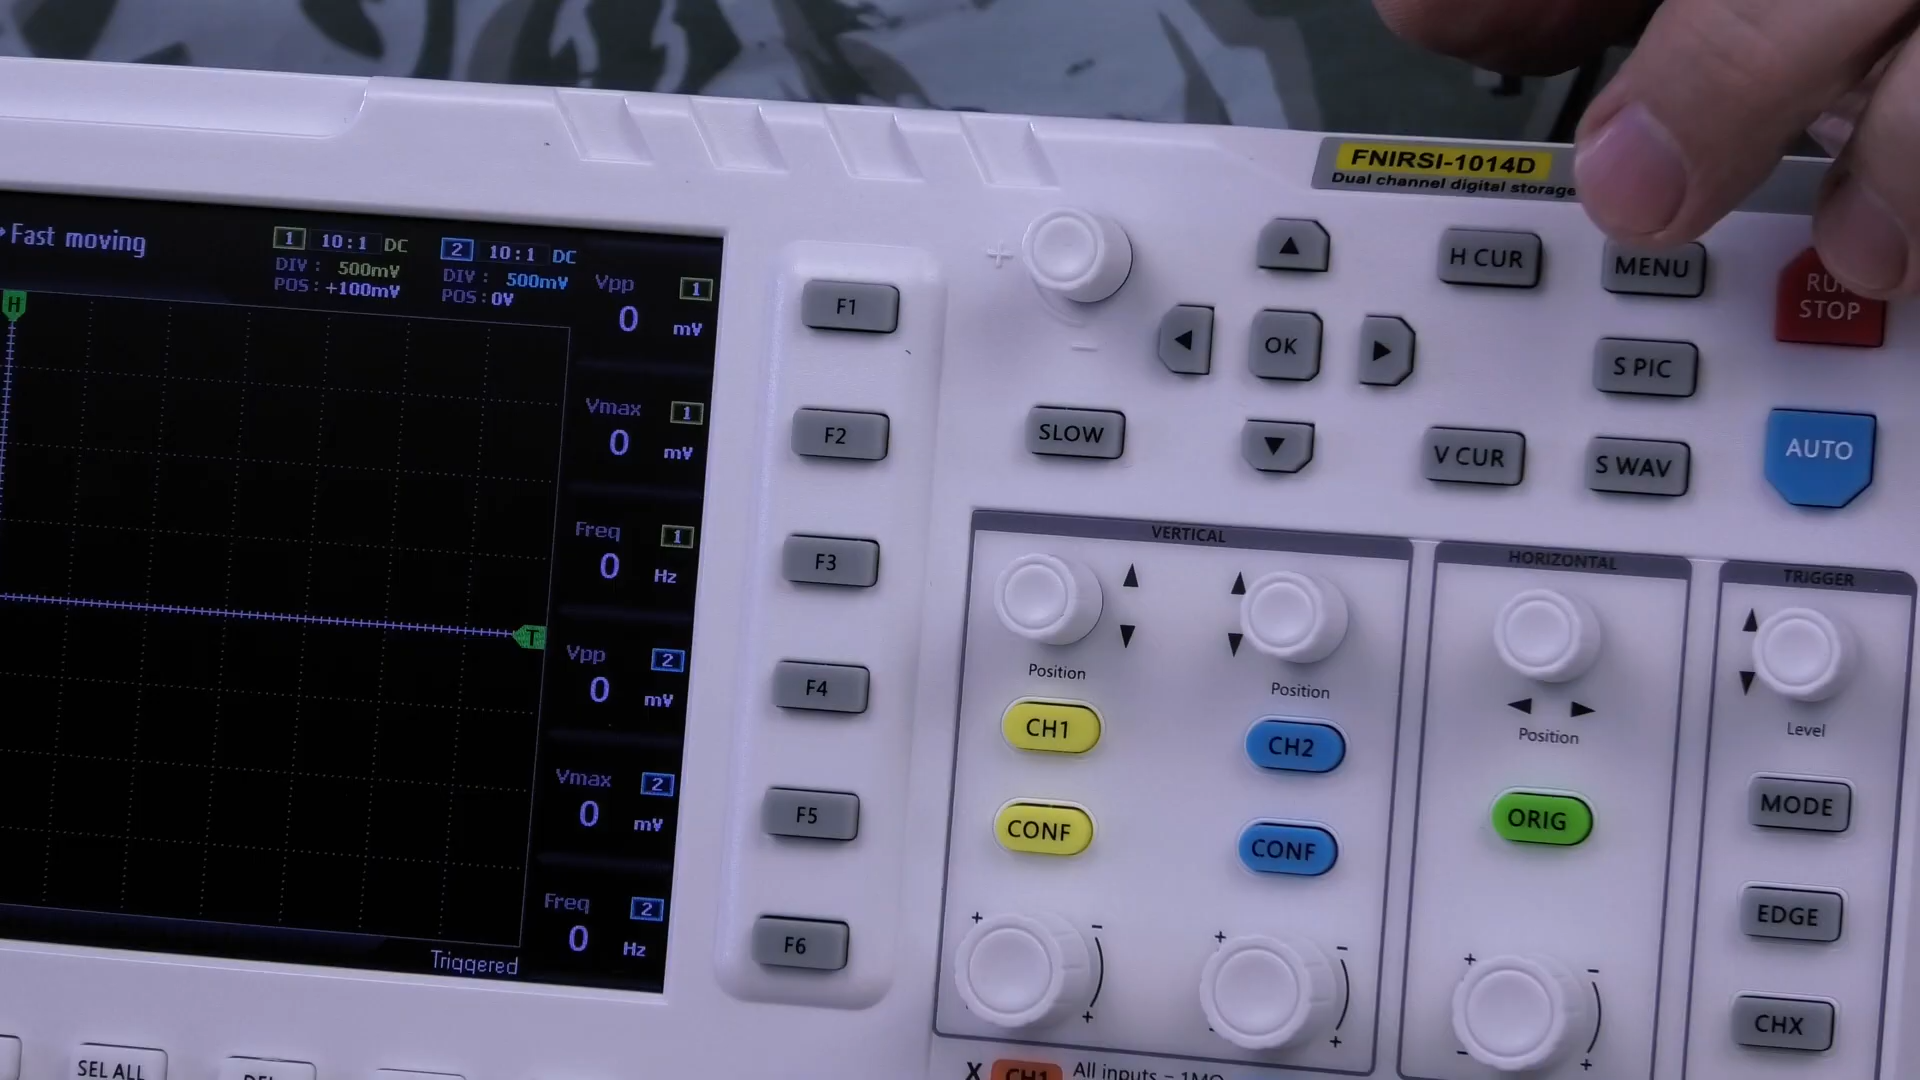 FNIRSI-1014D
Dual channel digital storage
Fast moving
1 10:1 DC
DIV: 500mV
POS: +100mV
2 10:1 DC
DIV: 500mV
POS: 0V
H
T
Vpp 1
0 mV
Vmax 1
0 mV
Freq 1
0 Hz
Vpp 2
0 mV
Vmax 2
0 mV
Freq 2
0 Hz
Triggered
F1
F2
F3
F4
F5
F6
+
−
SLOW
OK
H CUR
MENU
STOP
S PIC
V CUR
S WAV
AUTO
VERTICAL
Position
Position
CH1
CH2
CONF
CONF
+ −
+
+ −
+
HORIZONTAL
Position
ORIG
+ −
− +
TRIGGER
Level
MODE
EDGE
CHX
SEL ALL
X CH1 All inputs = 1M